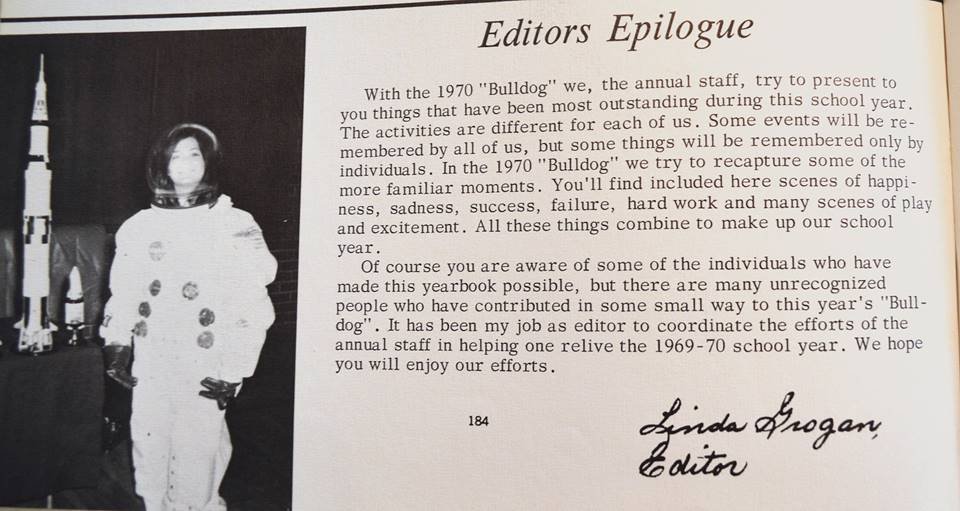 Editors Epilogue
With the 1970 "Bulldog" we, the annual staff, try to present to
you things that have been most outstanding during this school year.
The activities are different for each of us. Some events will be re-
membered by all of us, but some things will be remembered only by
individuals. In the 1970 "Bulldog" we try to recapture some of the
more familiar moments. You'll find included here scenes of happi-
ness, sadness, success, failure, hard work and many scenes of play
and excitement. All these things combine to make up our school
year.
Of course you are aware of some of the individuals who have
made this yearbook possible, but there are many unrecognized
people who have contributed in some small way to this year's "Bull-
dog". It has been my job as editor to coordinate the efforts of the
annual staff in helping one relive the 1969-70 school year. We hope
you will enjoy our efforts.
184
Linda Grogan,
Editor